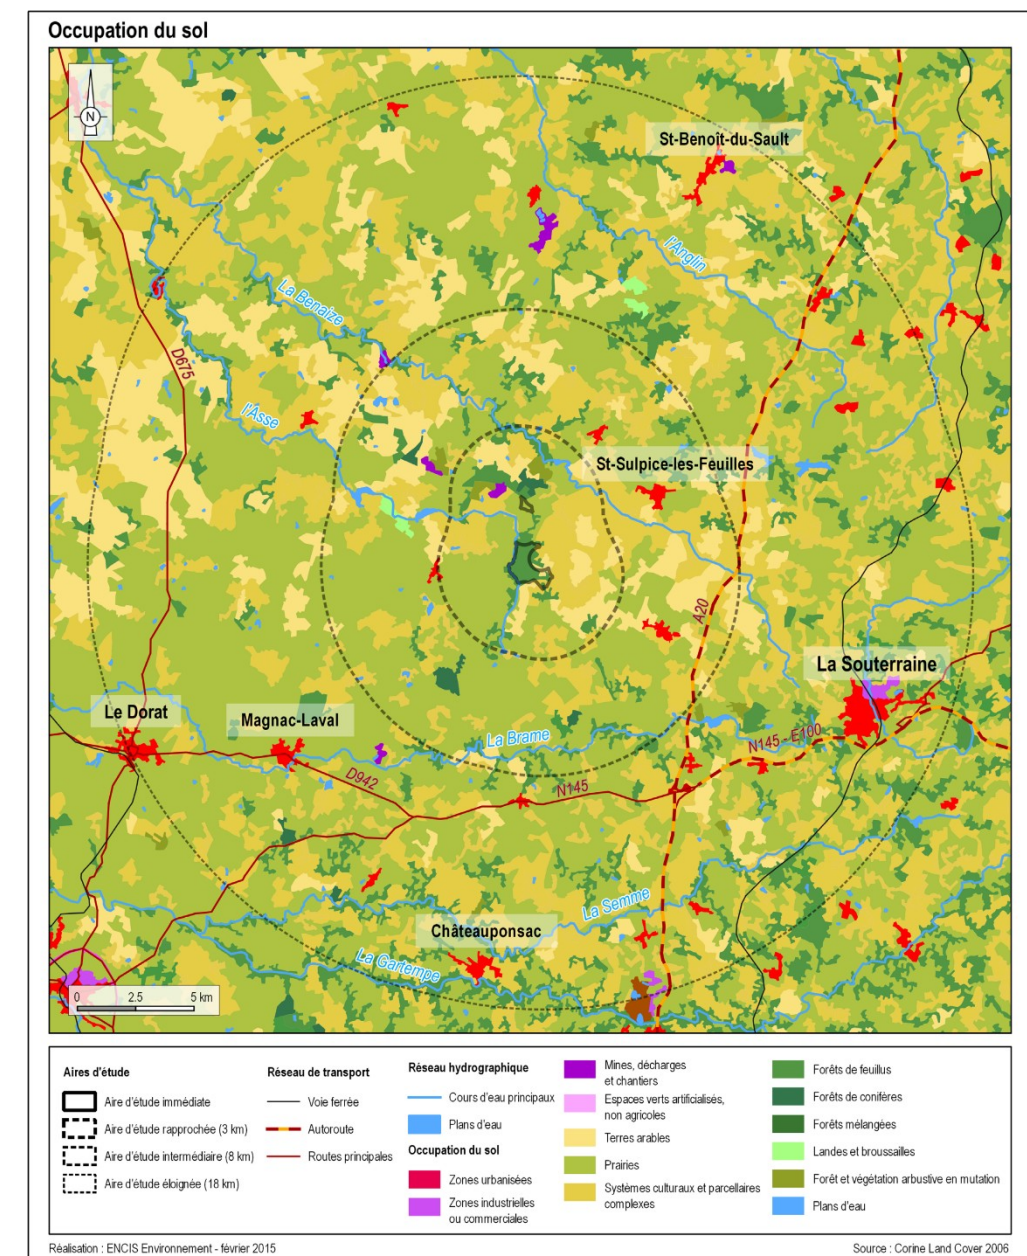 Occupation du sol
N
St-Benoît-du-Sault
l'Anglin
La Benaize
D675
l'Asse
St-Sulpice-les-Feuilles
A20
La Souterraine
Le Dorat
Magnac-Laval
La Brame
N145 - E100
D942
N145
La Semme
Châteauponsac
La Gartempe
0 2.5 5 km
Aires d'étude
Aire d'étude immédiate
Aire d'étude rapprochée (3 km)
Aire d'étude intermédiaire (8 km)
Aire d'étude éloignée (18 km)
Réseau de transport
Voie ferrée
Autoroute
Routes principales
Réseau hydrographique
Cours d'eau principaux
Plans d'eau
Occupation du sol
Zones urbanisées
Zones industrielles
ou commerciales
Mines, décharges
et chantiers
Espaces verts artificialisés,
non agricoles
Terres arables
Prairies
Systèmes culturaux et parcellaires
complexes
Forêts de feuillus
Forêts de conifères
Forêts mélangées
Landes et broussailles
Forêt et végétation arbustive en mutation
Plans d'eau
Réalisation : ENCIS Environnement - février 2015
Source : Corine Land Cover 2006